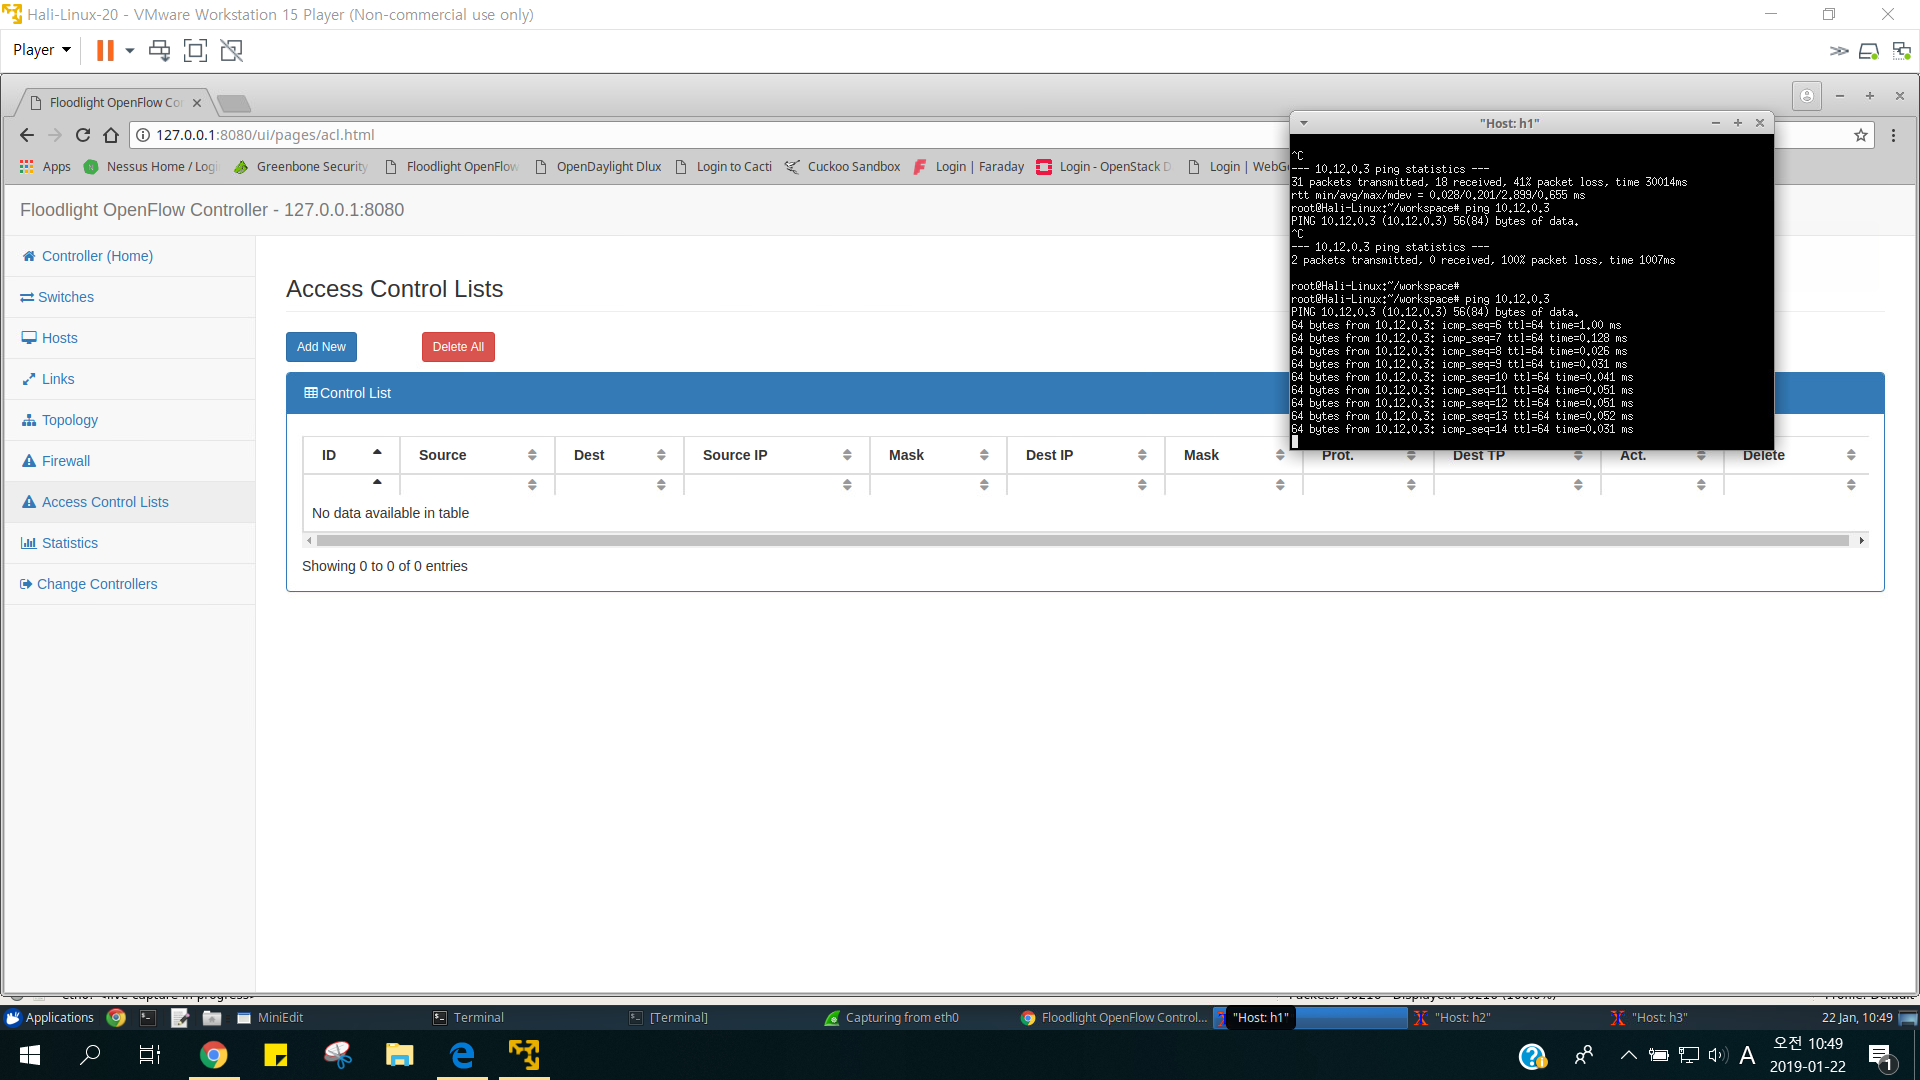 Hali-Linux-20 - VMware Workstation 15 Player (Non-commercial use only)
Player
Floodlight OpenFlow Co
127.0.0.1:8080/ui/pages/acl.html
Apps
Nessus Home / Logi
Greenbone Security
Floodlight OpenFlow
OpenDaylight Dlux
Login to Cacti
Cuckoo Sandbox
Login | Faraday
Login - OpenStack D
Login | WebG
Floodlight OpenFlow Controller - 127.0.0.1:8080
Controller (Home)
Switches
Hosts
Links
Topology
Firewall
Access Control Lists
Statistics
Change Controllers
Access Control Lists
Add New
Delete All
Control List
ID Source Dest Source IP Mask Dest IP Mask Prot. Dest TP Act. Delete
No data available in table
Showing 0 to 0 of 0 entries
"Host: h1"
^C
--- 10.12.0.3 ping statistics ---
31 packets transmitted, 18 received, 41% packet loss, time 30014ms
rtt min/avg/max/mdev = 0.028/0.201/2.899/0.655 ms
root@Hali-Linux:~/workspace# ping 10.12.0.3
PING 10.12.0.3 (10.12.0.3) 56(84) bytes of data.
^C
--- 10.12.0.3 ping statistics ---
2 packets transmitted, 0 received, 100% packet loss, time 1007ms
root@Hali-Linux:~/workspace#
root@Hali-Linux:~/workspace# ping 10.12.0.3
PING 10.12.0.3 (10.12.0.3) 56(84) bytes of data.
64 bytes from 10.12.0.3: icmp_seq=6 ttl=64 time=1.00 ms
64 bytes from 10.12.0.3: icmp_seq=7 ttl=64 time=0.128 ms
64 bytes from 10.12.0.3: icmp_seq=8 ttl=64 time=0.026 ms
64 bytes from 10.12.0.3: icmp_seq=9 ttl=64 time=0.031 ms
64 bytes from 10.12.0.3: icmp_seq=10 ttl=64 time=0.041 ms
64 bytes from 10.12.0.3: icmp_seq=11 ttl=64 time=0.051 ms
64 bytes from 10.12.0.3: icmp_seq=12 ttl=64 time=0.051 ms
64 bytes from 10.12.0.3: icmp_seq=13 ttl=64 time=0.052 ms
64 bytes from 10.12.0.3: icmp_seq=14 ttl=64 time=0.031 ms
eth0: <live capture in progress>
Applications
MiniEdit
Terminal
[Terminal]
Capturing from eth0
Floodlight OpenFlow Control...
"Host: h1"
"Host: h2"
"Host: h3"
22 Jan, 10:49
A
오전 10:49
2019-01-22
1